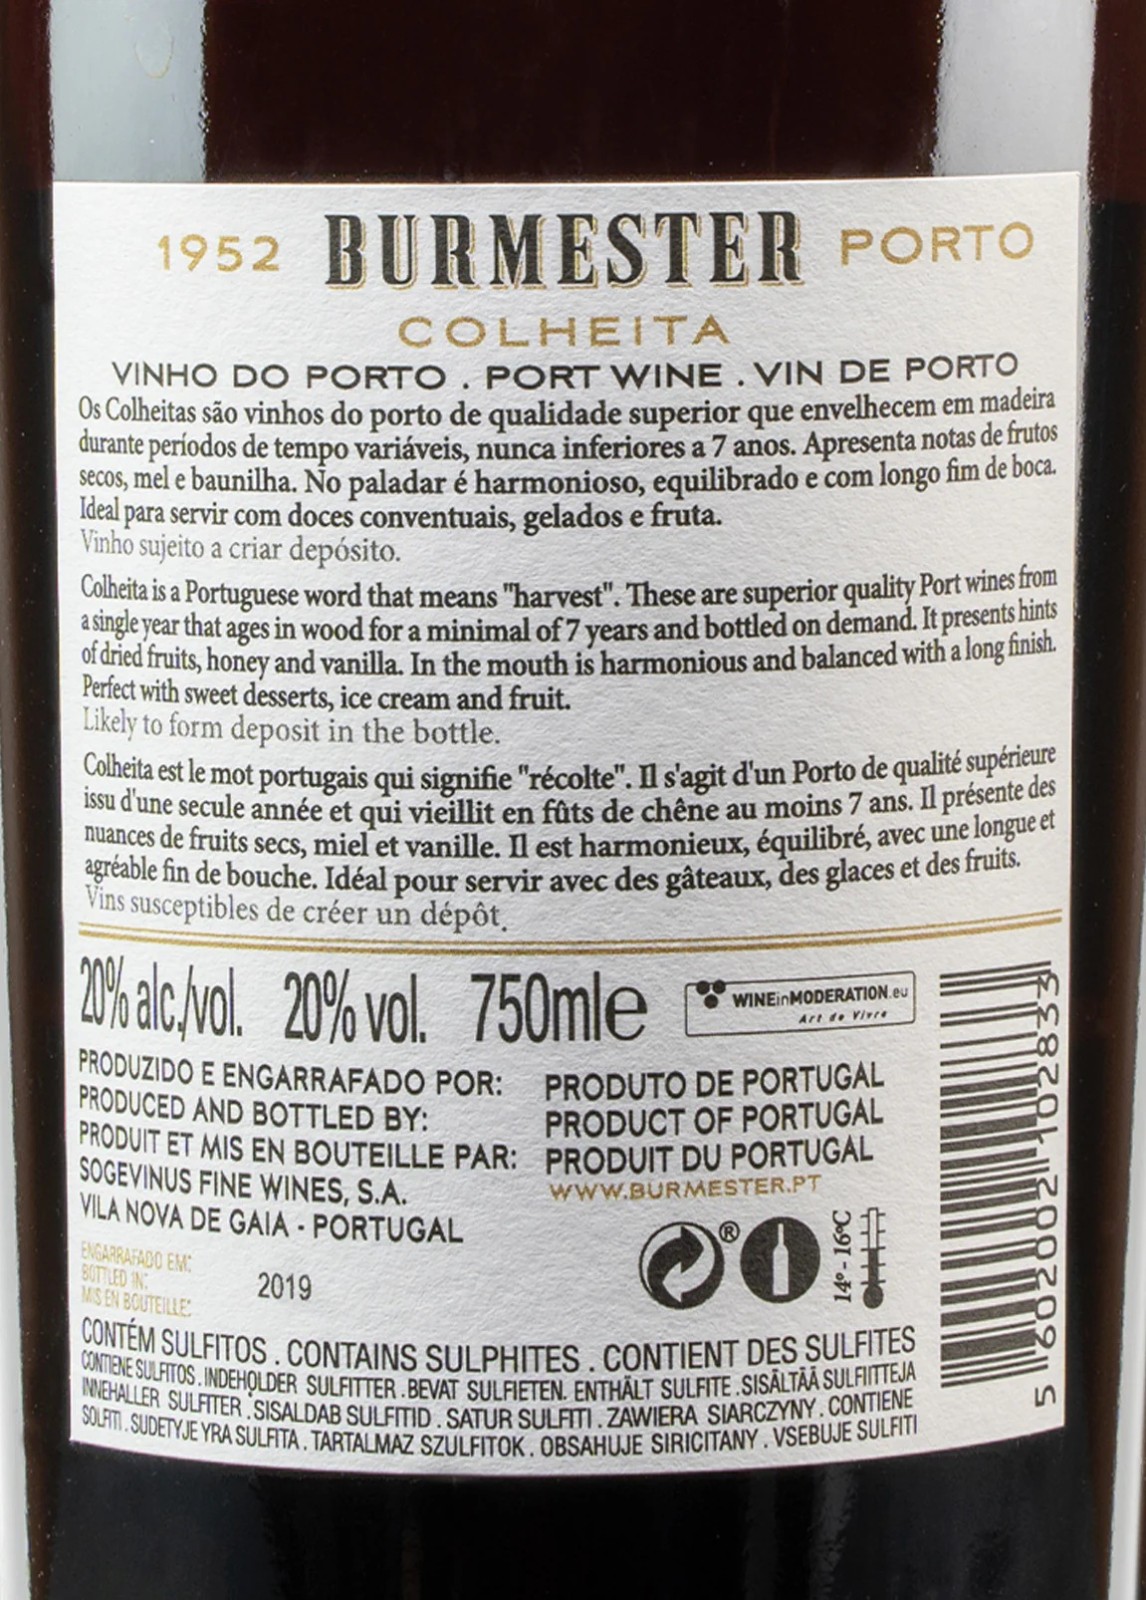 1952 BURMESTER PORTO
COLHEITA
VINHO DO PORTO . PORT WINE . VIN DE PORTO
Os Colheitas são vinhos do porto de qualidade superior que envelhecem em madeira
durante períodos de tempo variáveis, nunca inferiores a 7 anos. Apresenta notas de frutos
secos, mel e baunilha. No paladar é harmonioso, equilibrado e com longo fim de boca.
Ideal para servir com doces conventuais, gelados e fruta.
Vinho sujeito a criar depósito.
Colheita is a Portuguese word that means "harvest". These are superior quality Port wines from
a single year that ages in wood for a minimal of 7 years and bottled on demand. It presents hints
of dried fruits, honey and vanilla. In the mouth is harmonious and balanced with a long finish.
Perfect with sweet desserts, ice cream and fruit.
Likely to form deposit in the bottle.
Colheita est le mot portugais qui signifie "récolte". Il s'agit d'un Porto de qualité supérieure
issu d'une secule année et qui vieillit en fûts de chêne au moins 7 ans. Il présente des
nuances de fruits secs, miel et vanille. Il est harmonieux, équilibré, avec une longue et
agréable fin de bouche. Idéal pour servir avec des gâteaux, des glaces et des fruits.
Vins susceptibles de créer un dépôt.
20% alc./vol. 20% vol. 750ml e
WINEinMODERATION.eu
Art de Vivre
PRODUZIDO E ENGARRAFADO POR:
PRODUCED AND BOTTLED BY:
PRODUIT ET MIS EN BOUTEILLE PAR:
SOGEVINUS FINE WINES, S.A.
VILA NOVA DE GAIA - PORTUGAL
PRODUTO DE PORTUGAL
PRODUCT OF PORTUGAL
PRODUIT DU PORTUGAL
WWW.BURMESTER.PT
ENGARRAFADO EM:
BOTTLED IN:
MIS EN BOUTEILLE:
2019
®
14º - 16ºC
5 602002 102833
CONTÉM SULFITOS . CONTAINS SULPHITES . CONTIENT DES SULFITES
CONTIENE SULFITOS . INDEHOLDER SULFITTER . BEVAT SULFIETEN. ENTHÄLT SULFITE . SISÄLTÄÄ SULFIITTEJA
INNEHALLER SULFITER . SISALDAB SULFITID . SATUR SULFITI . ZAWIERA SIARCZYNY . CONTIENE
SOLFITI . SUDETYJE YRA SULFITA . TARTALMAZ SZULFITOK . OBSAHUJE SIRICITANY . VSEBUJE SULFITI